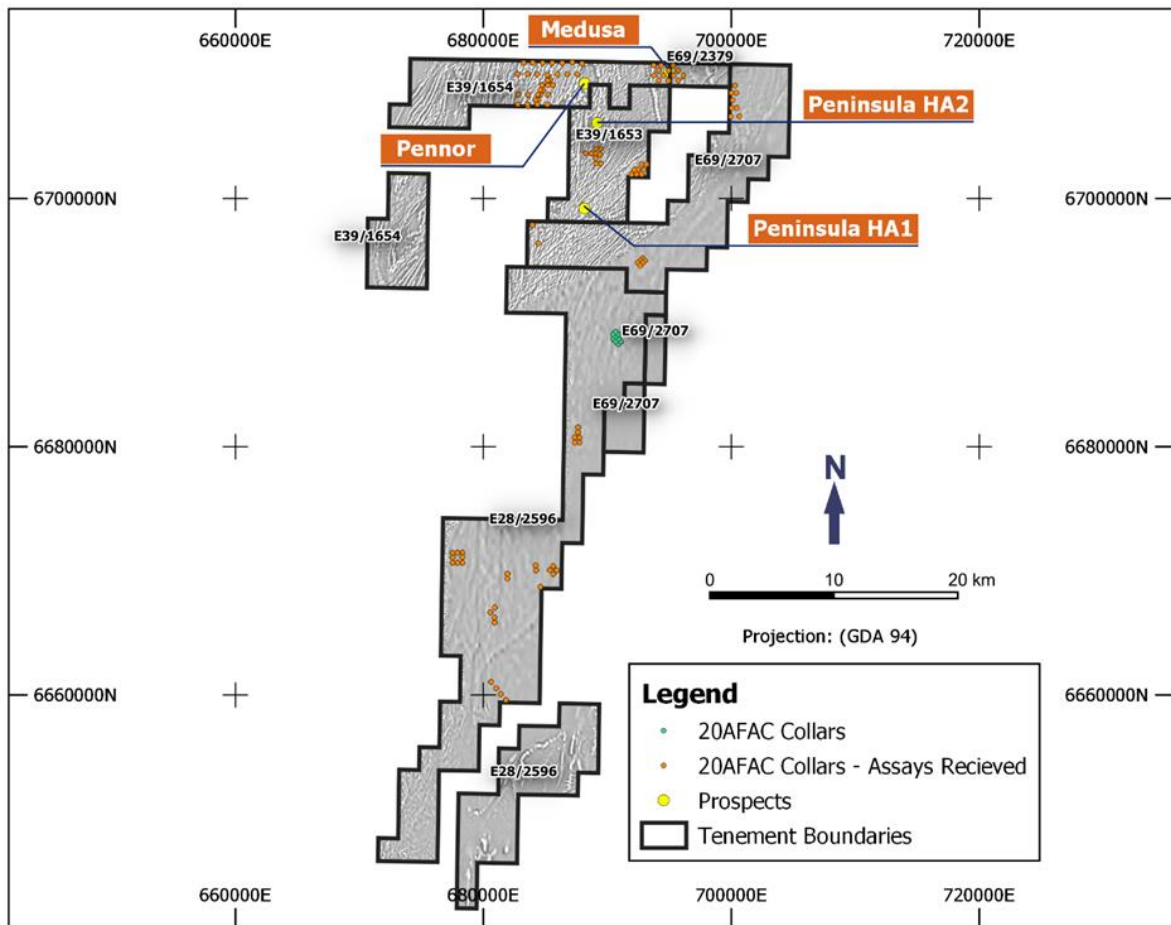 660000E
680000E
700000E
720000E
Medusa
E69/2379
E39/1654
Peninsula HA2
E39/1653
Pennor
E69/2707
6700000N
6700000N
E39/1654
Peninsula HA1
E69/2707
E69/2707
6680000N
6680000N
N
E28/2596
0
10
20 km
Projection: (GDA 94)
6660000N
6660000N
Legend
20AFAC Collars
20AFAC Collars - Assays Recieved
Prospects
Tenement Boundaries
E28/2596
660000E
680000E
700000E
720000E